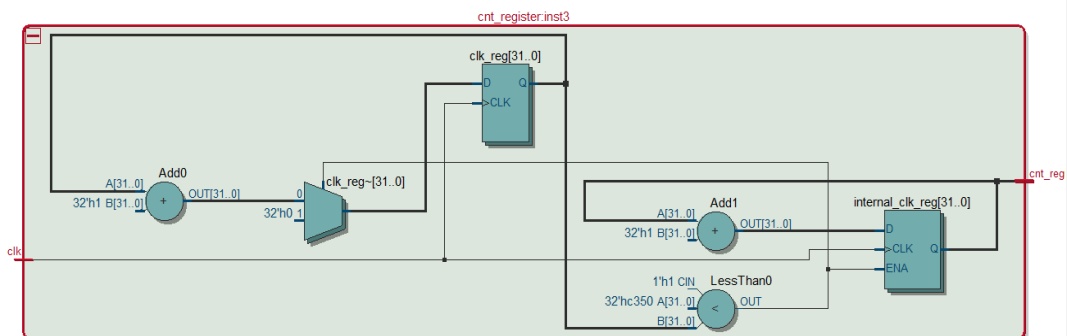 cnt_register:inst3
clk_reg[31..0]
D
Q
CLK
Add0
A[31..0]
OUT[31..0]
32'h1 B[31..0]
+
clk_reg~[31..0]
0
32'h0 1
cnt_reg
Add1
internal_clk_reg[31..0]
A[31..0]
OUT[31..0]
32'h1 B[31..0]
+
D
CLK
Q
ENA
clk
LessThan0
1'h1 CIN
32'hc350 A[31..0]
OUT
B[31..0]
<